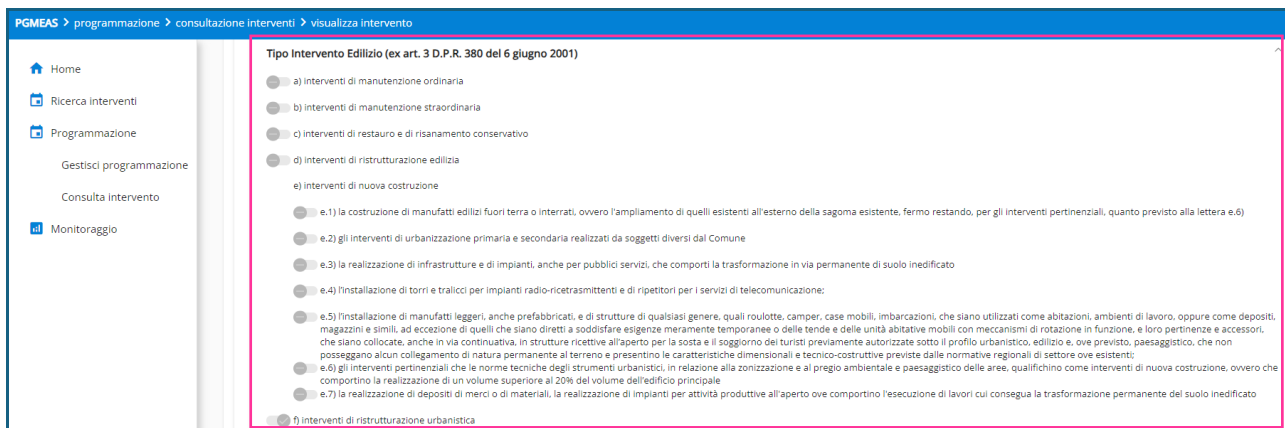 PGMEAS > programmazione > consultazione interventi > visualizza intervento
Home
Ricerca interventi
Programmazione
Gestisci programmazione
Consulta intervento
Monitoraggio
Tipo Intervento Edilizio (ex art. 3 D.P.R. 380 del 6 giugno 2001)
a) interventi di manutenzione ordinaria
b) interventi di manutenzione straordinaria
c) interventi di restauro e di risanamento conservativo
d) interventi di ristrutturazione edilizia
e) interventi di nuova costruzione
e.1) la costruzione di manufatti edilizi fuori terra o interrati, ovvero l'ampliamento di quelli esistenti all'esterno della sagoma esistente, fermo restando, per gli interventi pertinenziali, quanto previsto alla lettera e.6)
e.2) gli interventi di urbanizzazione primaria e secondaria realizzati da soggetti diversi dal Comune
e.3) la realizzazione di infrastrutture e di impianti, anche per pubblici servizi, che comporti la trasformazione in via permanente di suolo inedificato
e.4) l'installazione di torri e tralicci per impianti radio-ricetrasmittenti e di ripetitori per i servizi di telecomunicazione;
e.5) l'installazione di manufatti leggeri, anche prefabbricati, e di strutture di qualsiasi genere, quali roulotte, camper, case mobili, imbarcazioni, che siano utilizzati come abitazioni, ambienti di lavoro, oppure come depositi,
magazzini e simili, ad eccezione di quelli che siano diretti a soddisfare esigenze meramente temporanee o delle tende e delle unità abitative mobili con meccanismi di rotazione in funzione, e loro pertinenze e accessori,
che siano collocate, anche in via continuativa, in strutture ricettive all'aperto per la sosta e il soggiorno dei turisti previamente autorizzate sotto il profilo urbanistico, edilizio e, ove previsto, paesaggistico, che non
posseggano alcun collegamento di natura permanente al terreno e presentino le caratteristiche dimensionali e tecnico-costruttive previste dalle normative regionali di settore ove esistenti;
e.6) gli interventi pertinenziali che le norme tecniche degli strumenti urbanistici, in relazione alla zonizzazione e al pregio ambientale e paesaggistico delle aree, qualifichino come interventi di nuova costruzione, ovvero che
comportino la realizzazione di un volume superiore al 20% del volume dell'edificio principale
e.7) la realizzazione di depositi di merci o di materiali, la realizzazione di impianti per attività produttive all'aperto ove comportino l'esecuzione di lavori cui consegua la trasformazione permanente del suolo inedificato
f) interventi di ristrutturazione urbanistica